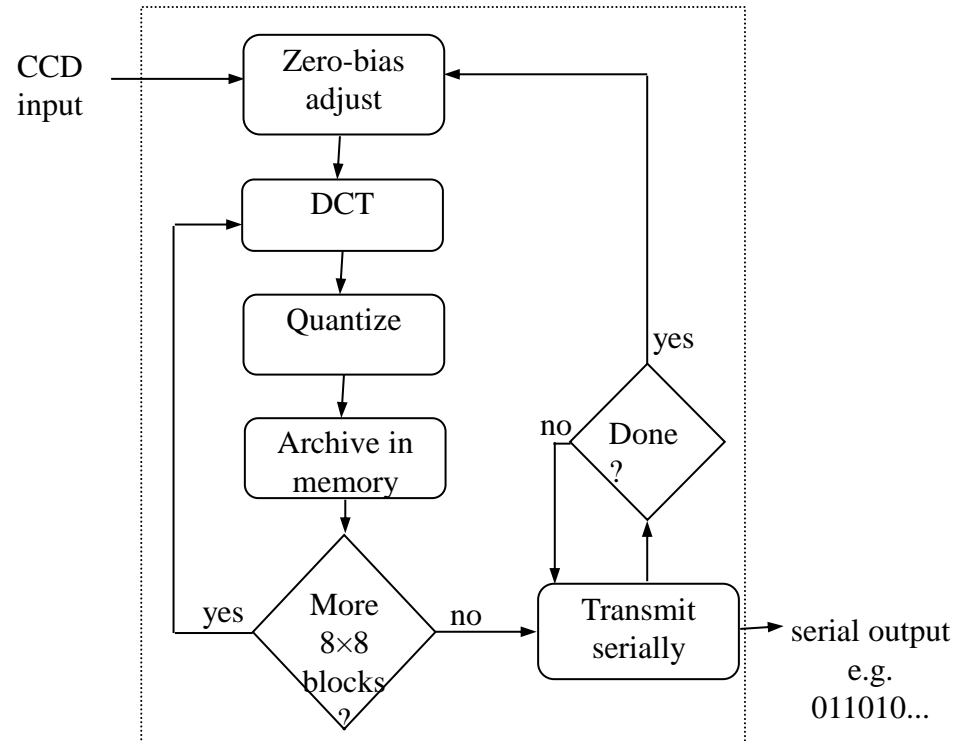 CCD
input
Zero-bias
adjust
DCT
Quantize
Archive in
memory
More
8×8
blocks
?
yes
no
Transmit
serially
Done
?
no
yes
serial output
e.g.
011010...